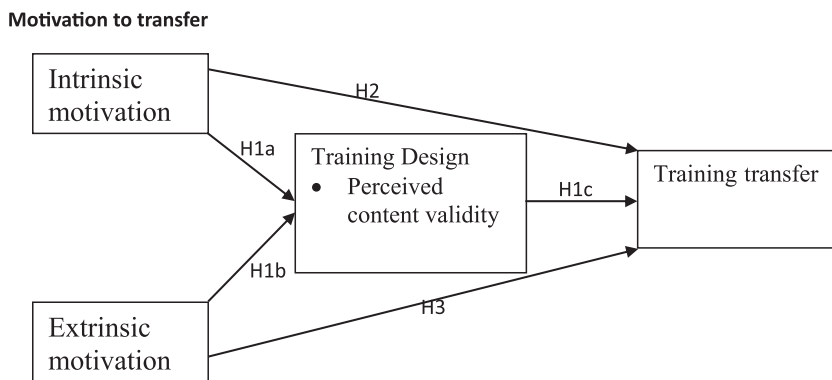 Motivation to transfer
Intrinsic
motivation
H2
H1a
Training Design
• Perceived
content validity
H1c
Training transfer
H1b
H3
Extrinsic
motivation